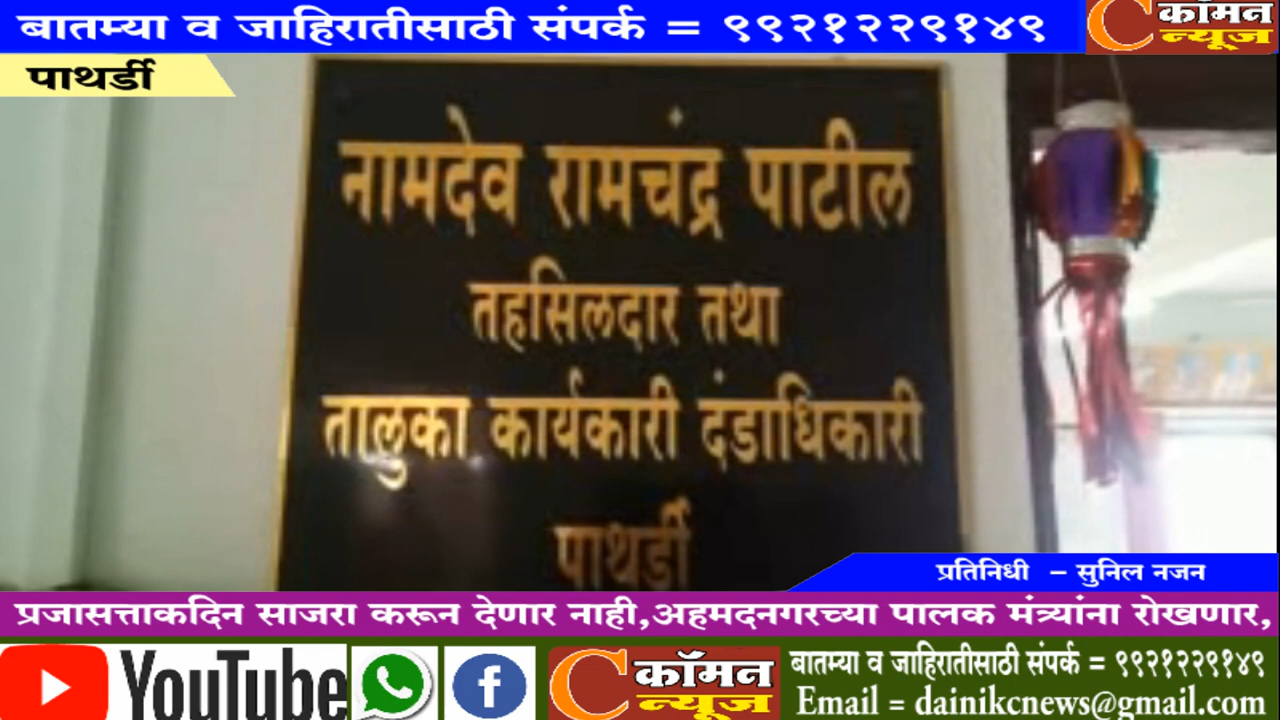 बातम्या व जाहिरातीसाठी संपर्क = ९९२१२२९१४९
कॉमन
न्यूज
पाथर्डी
नामदेव रामचंद्र पाटील
तहसिलदार तथा
तालुका कार्यकारी दंडाधिकारी
पाथर्डी
प्रतिनिधी – सुनिल नजन
प्रजासत्ताकदिन साजरा करून देणार नाही,अहमदनगरच्या पालक मंत्र्यांना रोखणार,
YouTube
कॉमन
न्यूज
बातम्या व जाहिरातीसाठी संपर्क = ९९२१२२९१४९
Email = dainikcnews@gmail.com